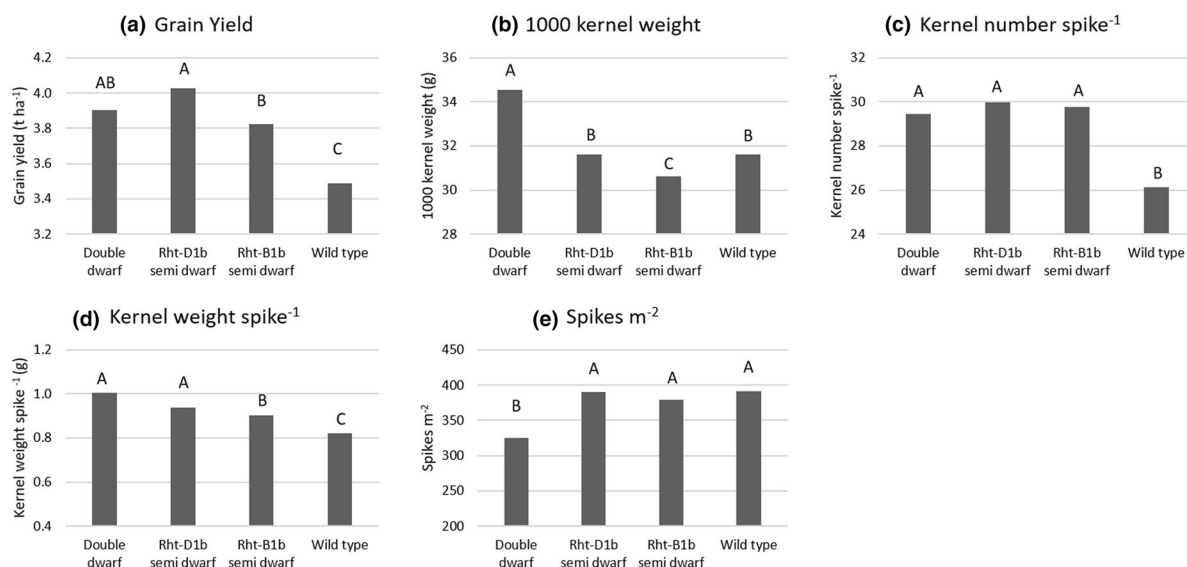 (a) Grain Yield
Grain yield (t ha⁻¹)
4.2
4.0
3.8
3.6
3.4
3.2
AB
A
B
C
Double dwarf
Rht-D1b semi dwarf
Rht-B1b semi dwarf
Wild type
(b) 1000 kernel weight
1000 kernel weight (g)
36
34
32
30
28
A
B
C
B
Double dwarf
Rht-D1b semi dwarf
Rht-B1b semi dwarf
Wild type
(c) Kernel number spike⁻¹
Kernel number spike⁻¹
32
30
28
26
24
A
A
A
B
Double dwarf
Rht-D1b semi dwarf
Rht-B1b semi dwarf
Wild type
(d) Kernel weight spike⁻¹
Kernel weight spike ⁻¹ (g)
1.2
1.0
0.8
0.6
0.4
A
A
B
C
Double dwarf
Rht-D1b semi dwarf
Rht-B1b semi dwarf
Wild type
(e) Spikes m⁻²
Spikes m⁻²
450
400
350
300
250
200
B
A
A
A
Double dwarf
Rht-D1b semi dwarf
Rht-B1b semi dwarf
Wild type